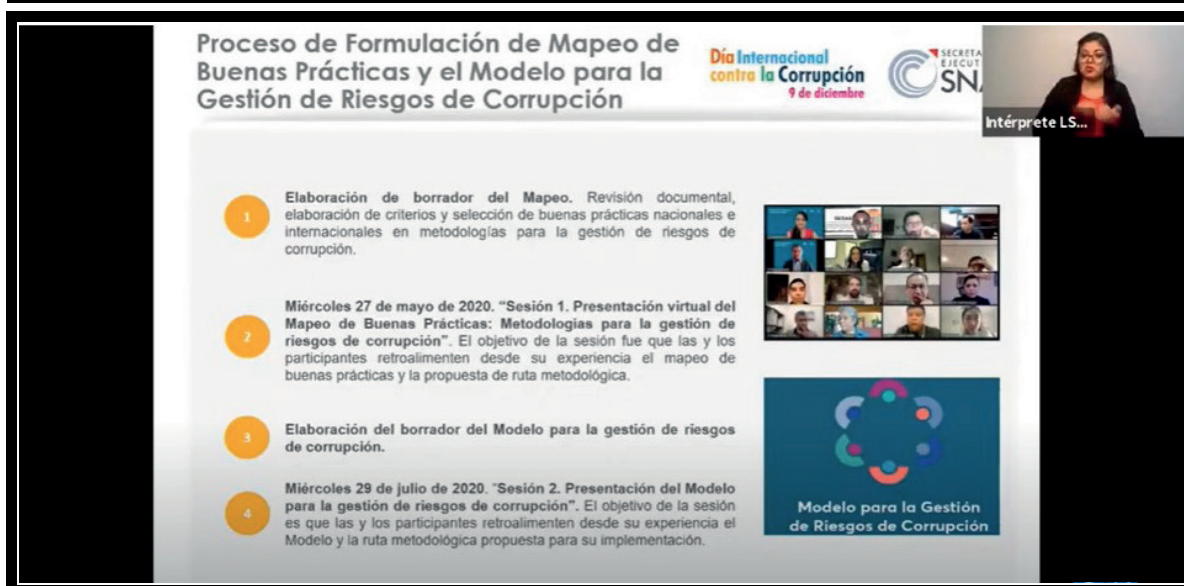 Proceso de Formulación de Mapeo de
Buenas Prácticas y el Modelo para la
Gestión de Riesgos de Corrupción
Día Internacional
contra la Corrupción
9 de diciembre
SECRETA
EJECUT
SN
Intérprete LS...
1
Elaboración de borrador del Mapeo. Revisión documental,
elaboración de criterios y selección de buenas prácticas nacionales e
internacionales en metodologías para la gestión de riesgos de
corrupción.
2
Miércoles 27 de mayo de 2020. "Sesión 1. Presentación virtual del
Mapeo de Buenas Prácticas: Metodologías para la gestión de
riesgos de corrupción". El objetivo de la sesión fue que las y los
participantes retroalimenten desde su experiencia el mapeo de
buenas prácticas y la propuesta de ruta metodológica.
3
Elaboración del borrador del Modelo para la gestión de riesgos
de corrupción.
4
Miércoles 29 de julio de 2020. "Sesión 2. Presentación del Modelo
para la gestión de riesgos de corrupción". El objetivo de la sesión
es que las y los participantes retroalimenten desde su experiencia el
Modelo y la ruta metodológica propuesta para su implementación.
Modelo para la Gestión
de Riesgos de Corrupción